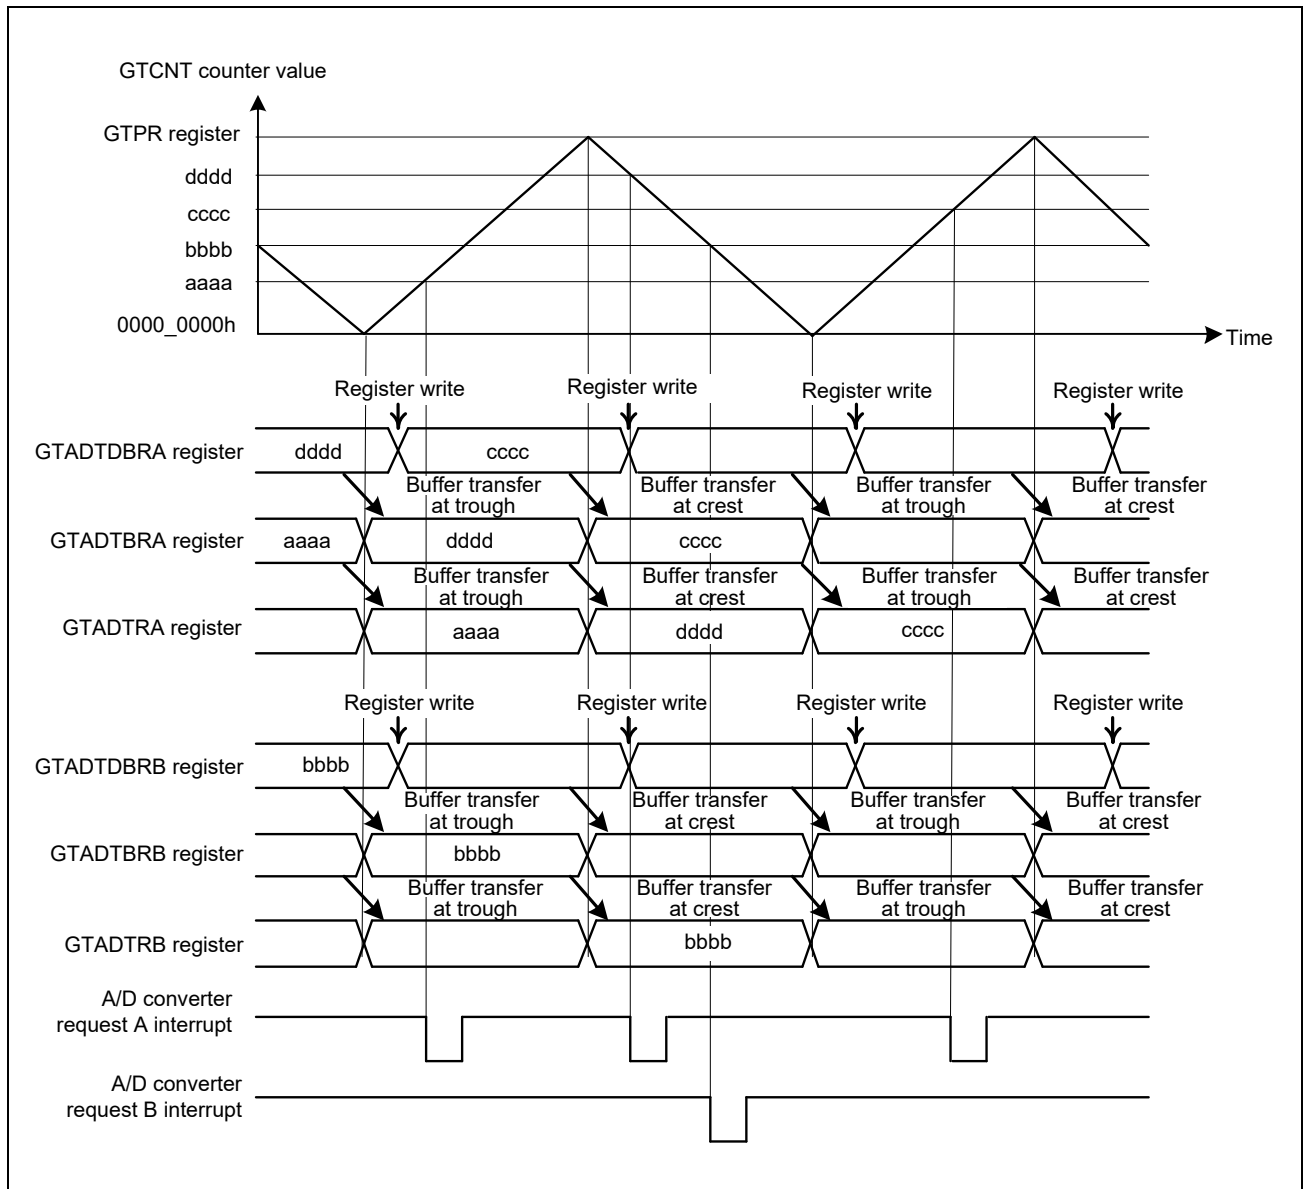 GTCNT counter value
GTPR register
dddd
cccc
bbbb
aaaa
0000_0000h
Time
Register write
Register write
Register write
Register write
GTADTDBRA register
dddd
cccc
Buffer transfer
at trough
Buffer transfer
at crest
Buffer transfer
at trough
Buffer transfer
at crest
GTADTBRA register
aaaa
dddd
cccc
Buffer transfer
at trough
Buffer transfer
at crest
Buffer transfer
at trough
Buffer transfer
at crest
GTADTRA register
aaaa
dddd
cccc
Register write
Register write
Register write
Register write
GTADTDBRB register
bbbb
Buffer transfer
at trough
Buffer transfer
at crest
Buffer transfer
at trough
Buffer transfer
at crest
GTADTBRB register
bbbb
Buffer transfer
at trough
Buffer transfer
at crest
Buffer transfer
at trough
Buffer transfer
at crest
GTADTRB register
bbbb
A/D converter
request A interrupt
A/D converter
request B interrupt